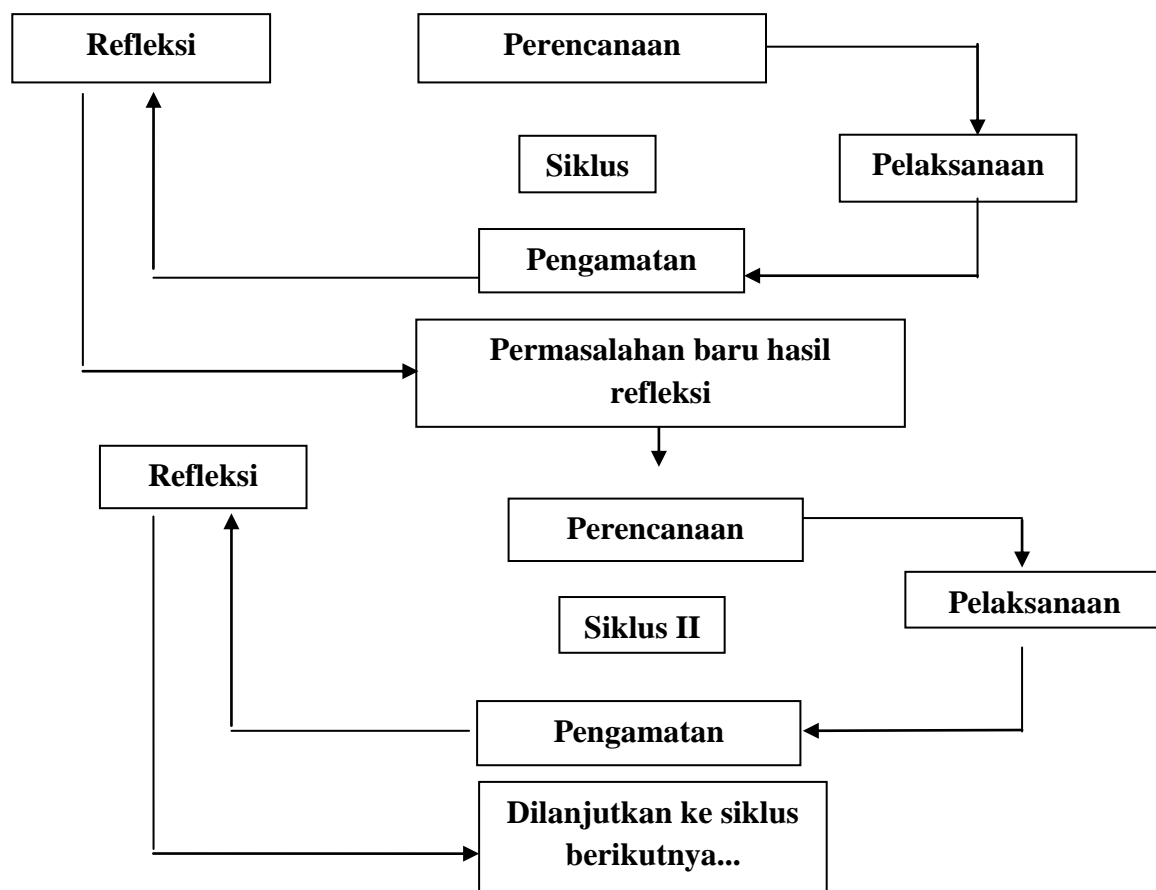 Refleksi
Perencanaan
Siklus
Pelaksanaan
Pengamatan
Permasalahan baru hasil
refleksi
Refleksi
Perencanaan
Pelaksanaan
Siklus II
Pengamatan
Dilanjutkan ke siklus
berikutnya...